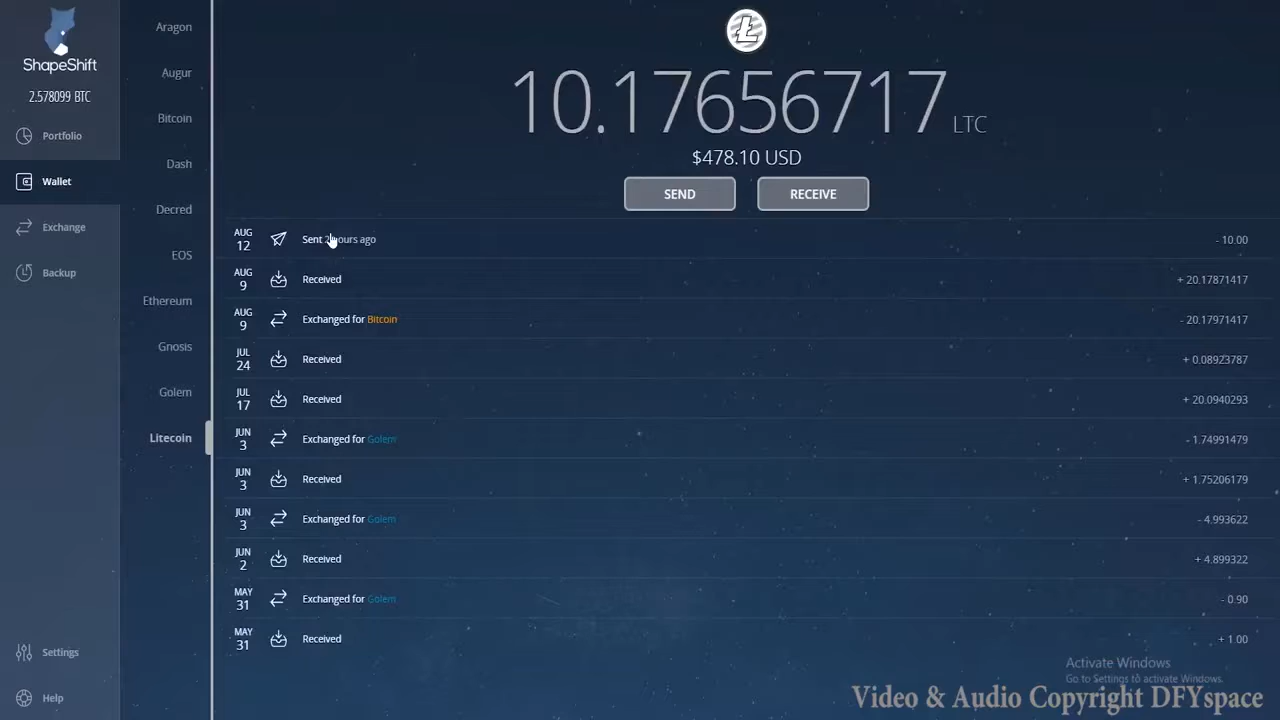 ShapeShift
2.578099 BTC
Portfolio
Wallet
Exchange
Backup
Settings
Help
Aragon
Augur
Bitcoin
Dash
Decred
EOS
Ethereum
Gnosis
Golem
Litecoin
10.17656717 LTC
$478.10 USD
SEND RECEIVE
AUG 12 Sent 2 hours ago - 10.00
AUG 9 Received + 20.17871417
AUG 9 Exchanged for Bitcoin - 20.17971417
JUL 24 Received + 0.08923787
JUL 17 Received + 20.0940293
JUN 3 Exchanged for Golem - 1.74991479
JUN 3 Received + 1.75206179
JUN 3 Exchanged for Golem - 4.993622
JUN 2 Received + 4.899322
MAY 31 Exchanged for Golem - 0.90
MAY 31 Received + 1.00
Activate Windows
Go to Settings to activate Windows.
Video & Audio Copyright DFYspace